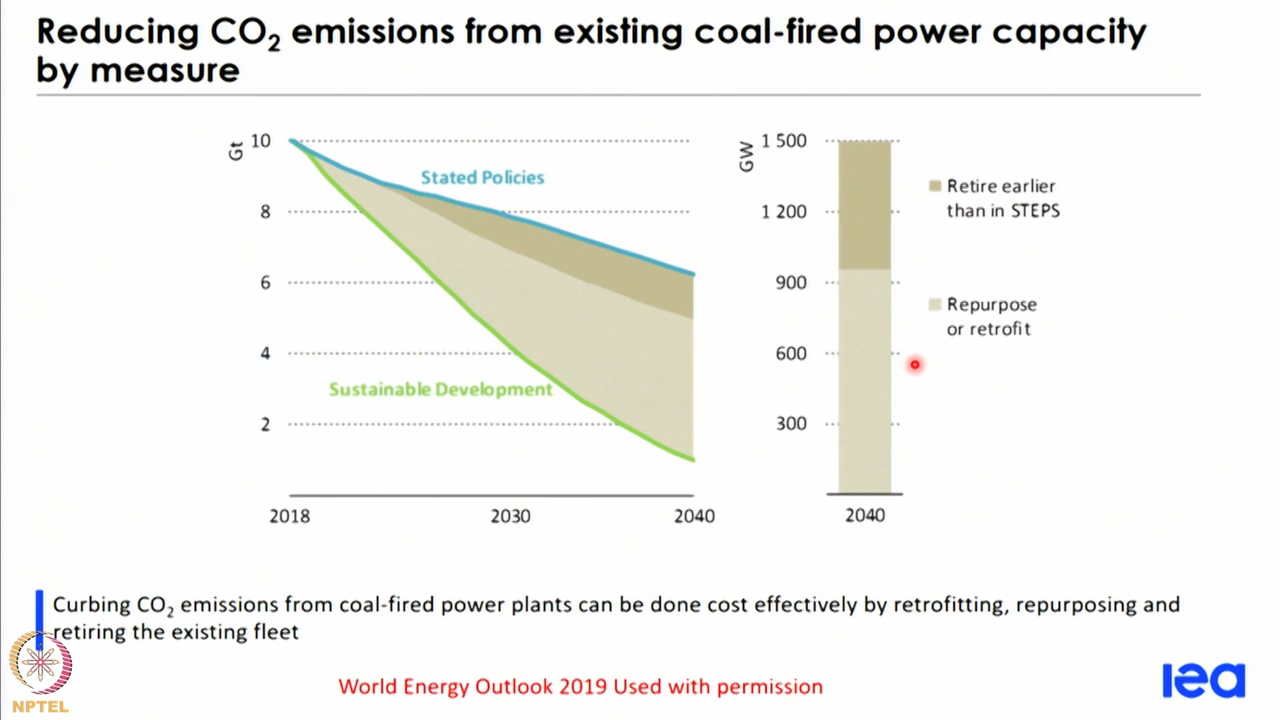 Reducing CO₂ emissions from existing coal-fired power capacity
by measure
Gt
10
8
6
4
2
Stated Policies
Sustainable Development
2018
2030
2040
GW
1 500
1 200
900
600
300
2040
Retire earlier
than in STEPS
Repurpose
or retrofit
Curbing CO₂ emissions from coal-fired power plants can be done cost effectively by retrofitting, repurposing and
retiring the existing fleet
World Energy Outlook 2019 Used with permission
NPTEL
iea